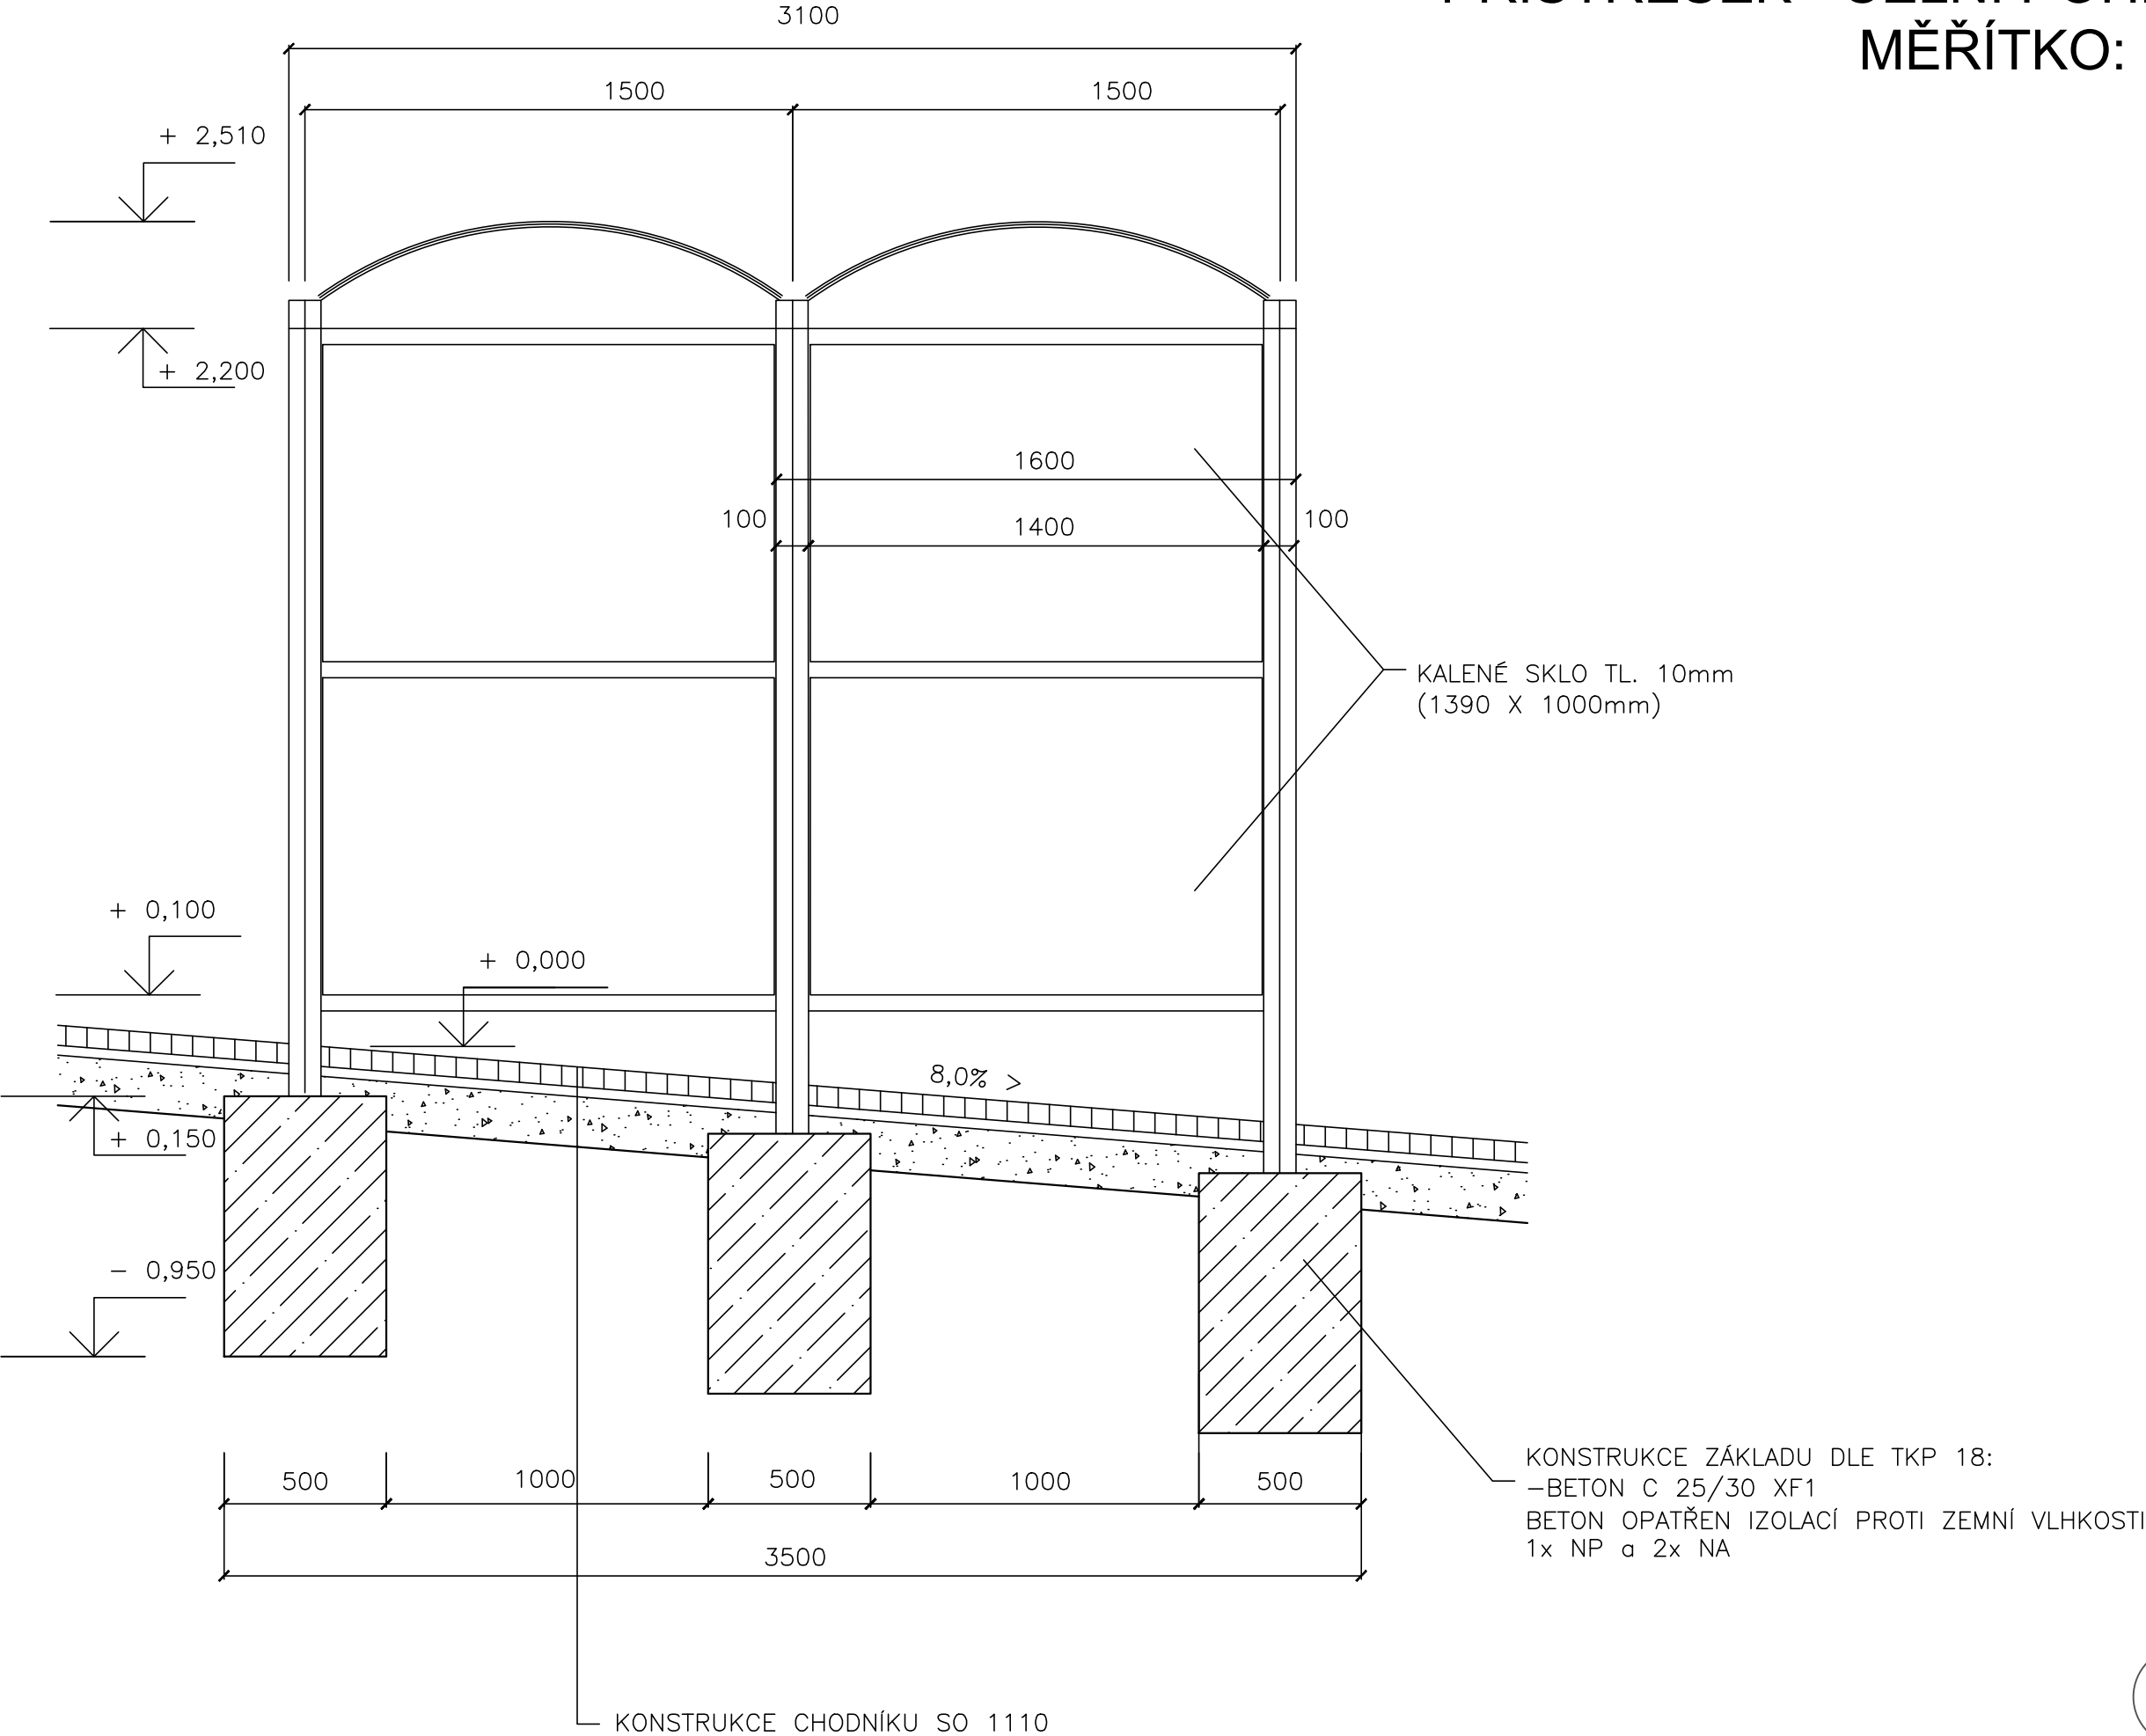 MĚŘÍTKO:
3100
1500 1500
+ 2,510
+ 2,200
1600
100 1400 100
KALENÉ SKLO TL. 10mm
(1390 X 1000mm)
+ 0,100
+ 0,000
8,0% >
+ 0,150
- 0,950
500 1000 500 1000 500
3500
KONSTRUKCE ZÁKLADU DLE TKP 18:
-BETON C 25/30 XF1
BETON OPATŘEN IZOLACÍ PROTI ZEMNÍ VLHKOSTI
1x NP a 2x NA
KONSTRUKCE CHODNÍKU SO 1110